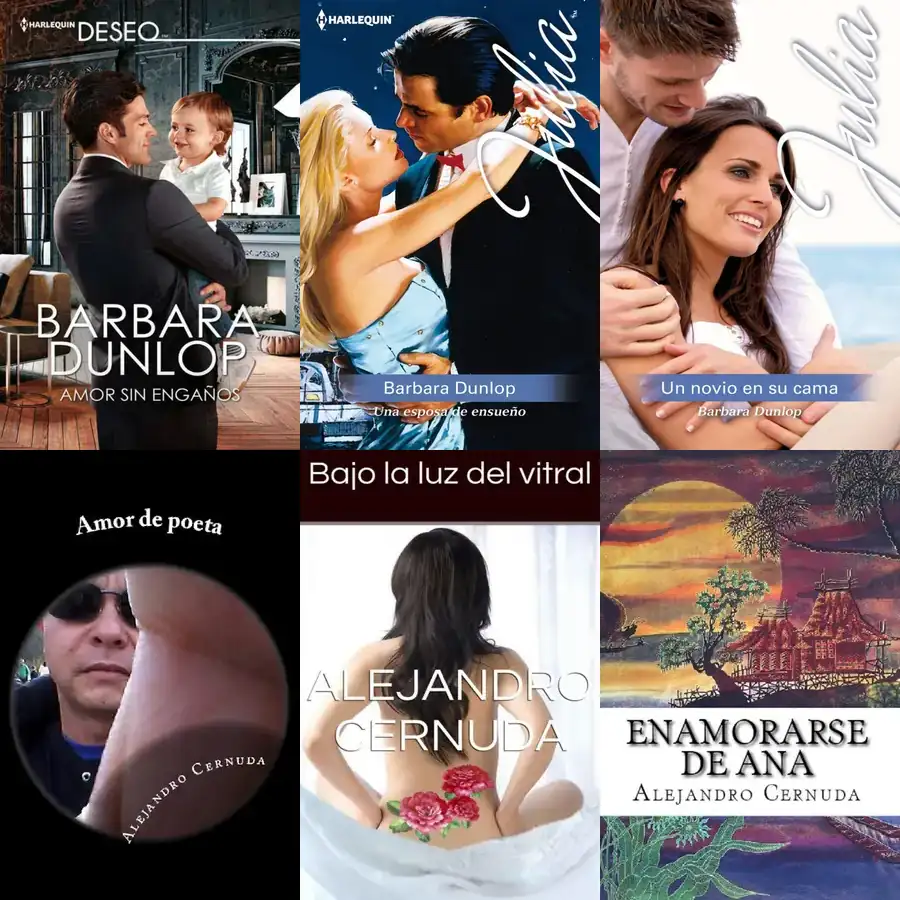 HARLEQUIN
DESEO
BARBARA
DUNLOP
AMOR SIN ENGAÑOS
HARLEQUIN
Julia
Barbara Dunlop
Una esposa de ensueño
Julia
Un novio en su cama
Barbara Dunlop
Amor de poeta
Alejandro Cernuda
Bajo la luz del vitral
ALEJANDRO
CERNUDA
ENAMORARSE
DE ANA
Alejandro Cernuda